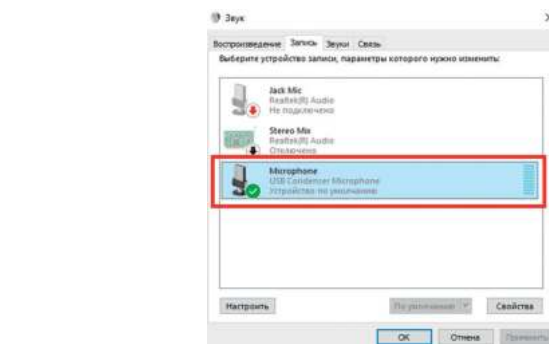 Звук
Воспроизведение Запись Звуки Связь
Выберите устройство записи, параметры которого нужно изменить:
Jack Mic
Realtek(R) Audio
Не подключено
Stereo Mix
Realtek(R) Audio
Отключено
Microphone
USB Condenser Microphone
Устройство по умолчанию
Настроить По умолчанию Свойства
OK Отмена Применить